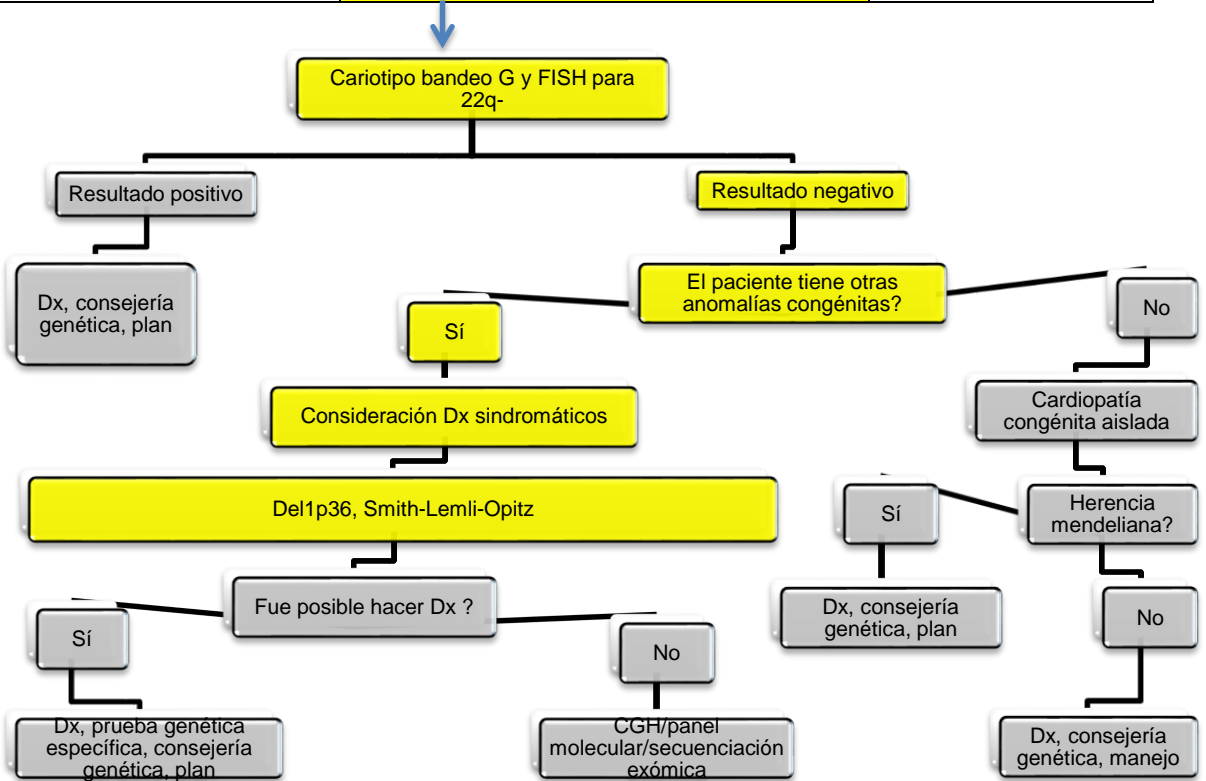 Cariotipo bandeo G y FISH para
22q-
Resultado positivo
Resultado negativo
Dx, consejería
genética, plan
El paciente tiene otras
anomalías congénitas?
Sí
No
Consideración Dx sindromáticos
Cardiopatía
congénita aislada
Del1p36, Smith-Lemli-Opitz
Sí
Herencia
mendeliana?
Fue posible hacer Dx ?
Dx, consejería
genética, plan
No
Sí
No
Dx, prueba genética
específica, consejería
genética, plan
CGH/panel
molecular/secuenciación
exómica
Dx, consejería
genética, manejo